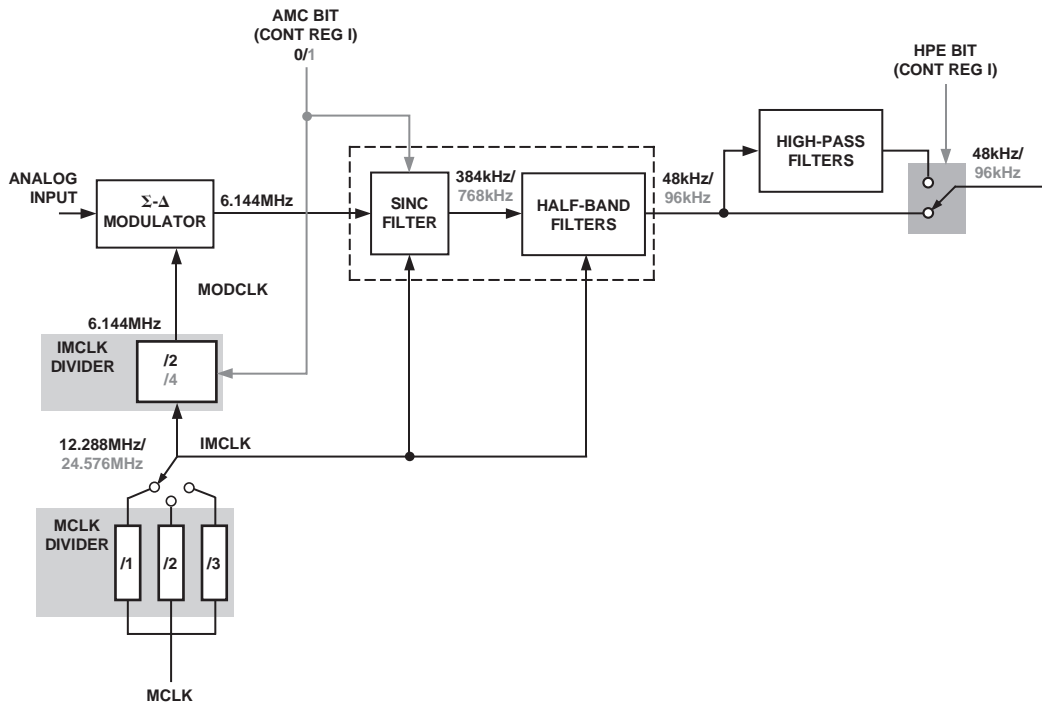 AMC BIT
(CONT REG I)
0/1
HPE BIT
(CONT REG I)
ANALOG
INPUT
Σ-Δ
MODULATOR
6.144MHz
SINC
FILTER
384kHz/
768kHz
HALF-BAND
FILTERS
48kHz/
96kHz
HIGH-PASS
FILTERS
48kHz/
96kHz
MODCLK
6.144MHz
IMCLK
DIVIDER
/2
/4
12.288MHz/
24.576MHz
IMCLK
MCLK
DIVIDER
/1
/2
/3
MCLK